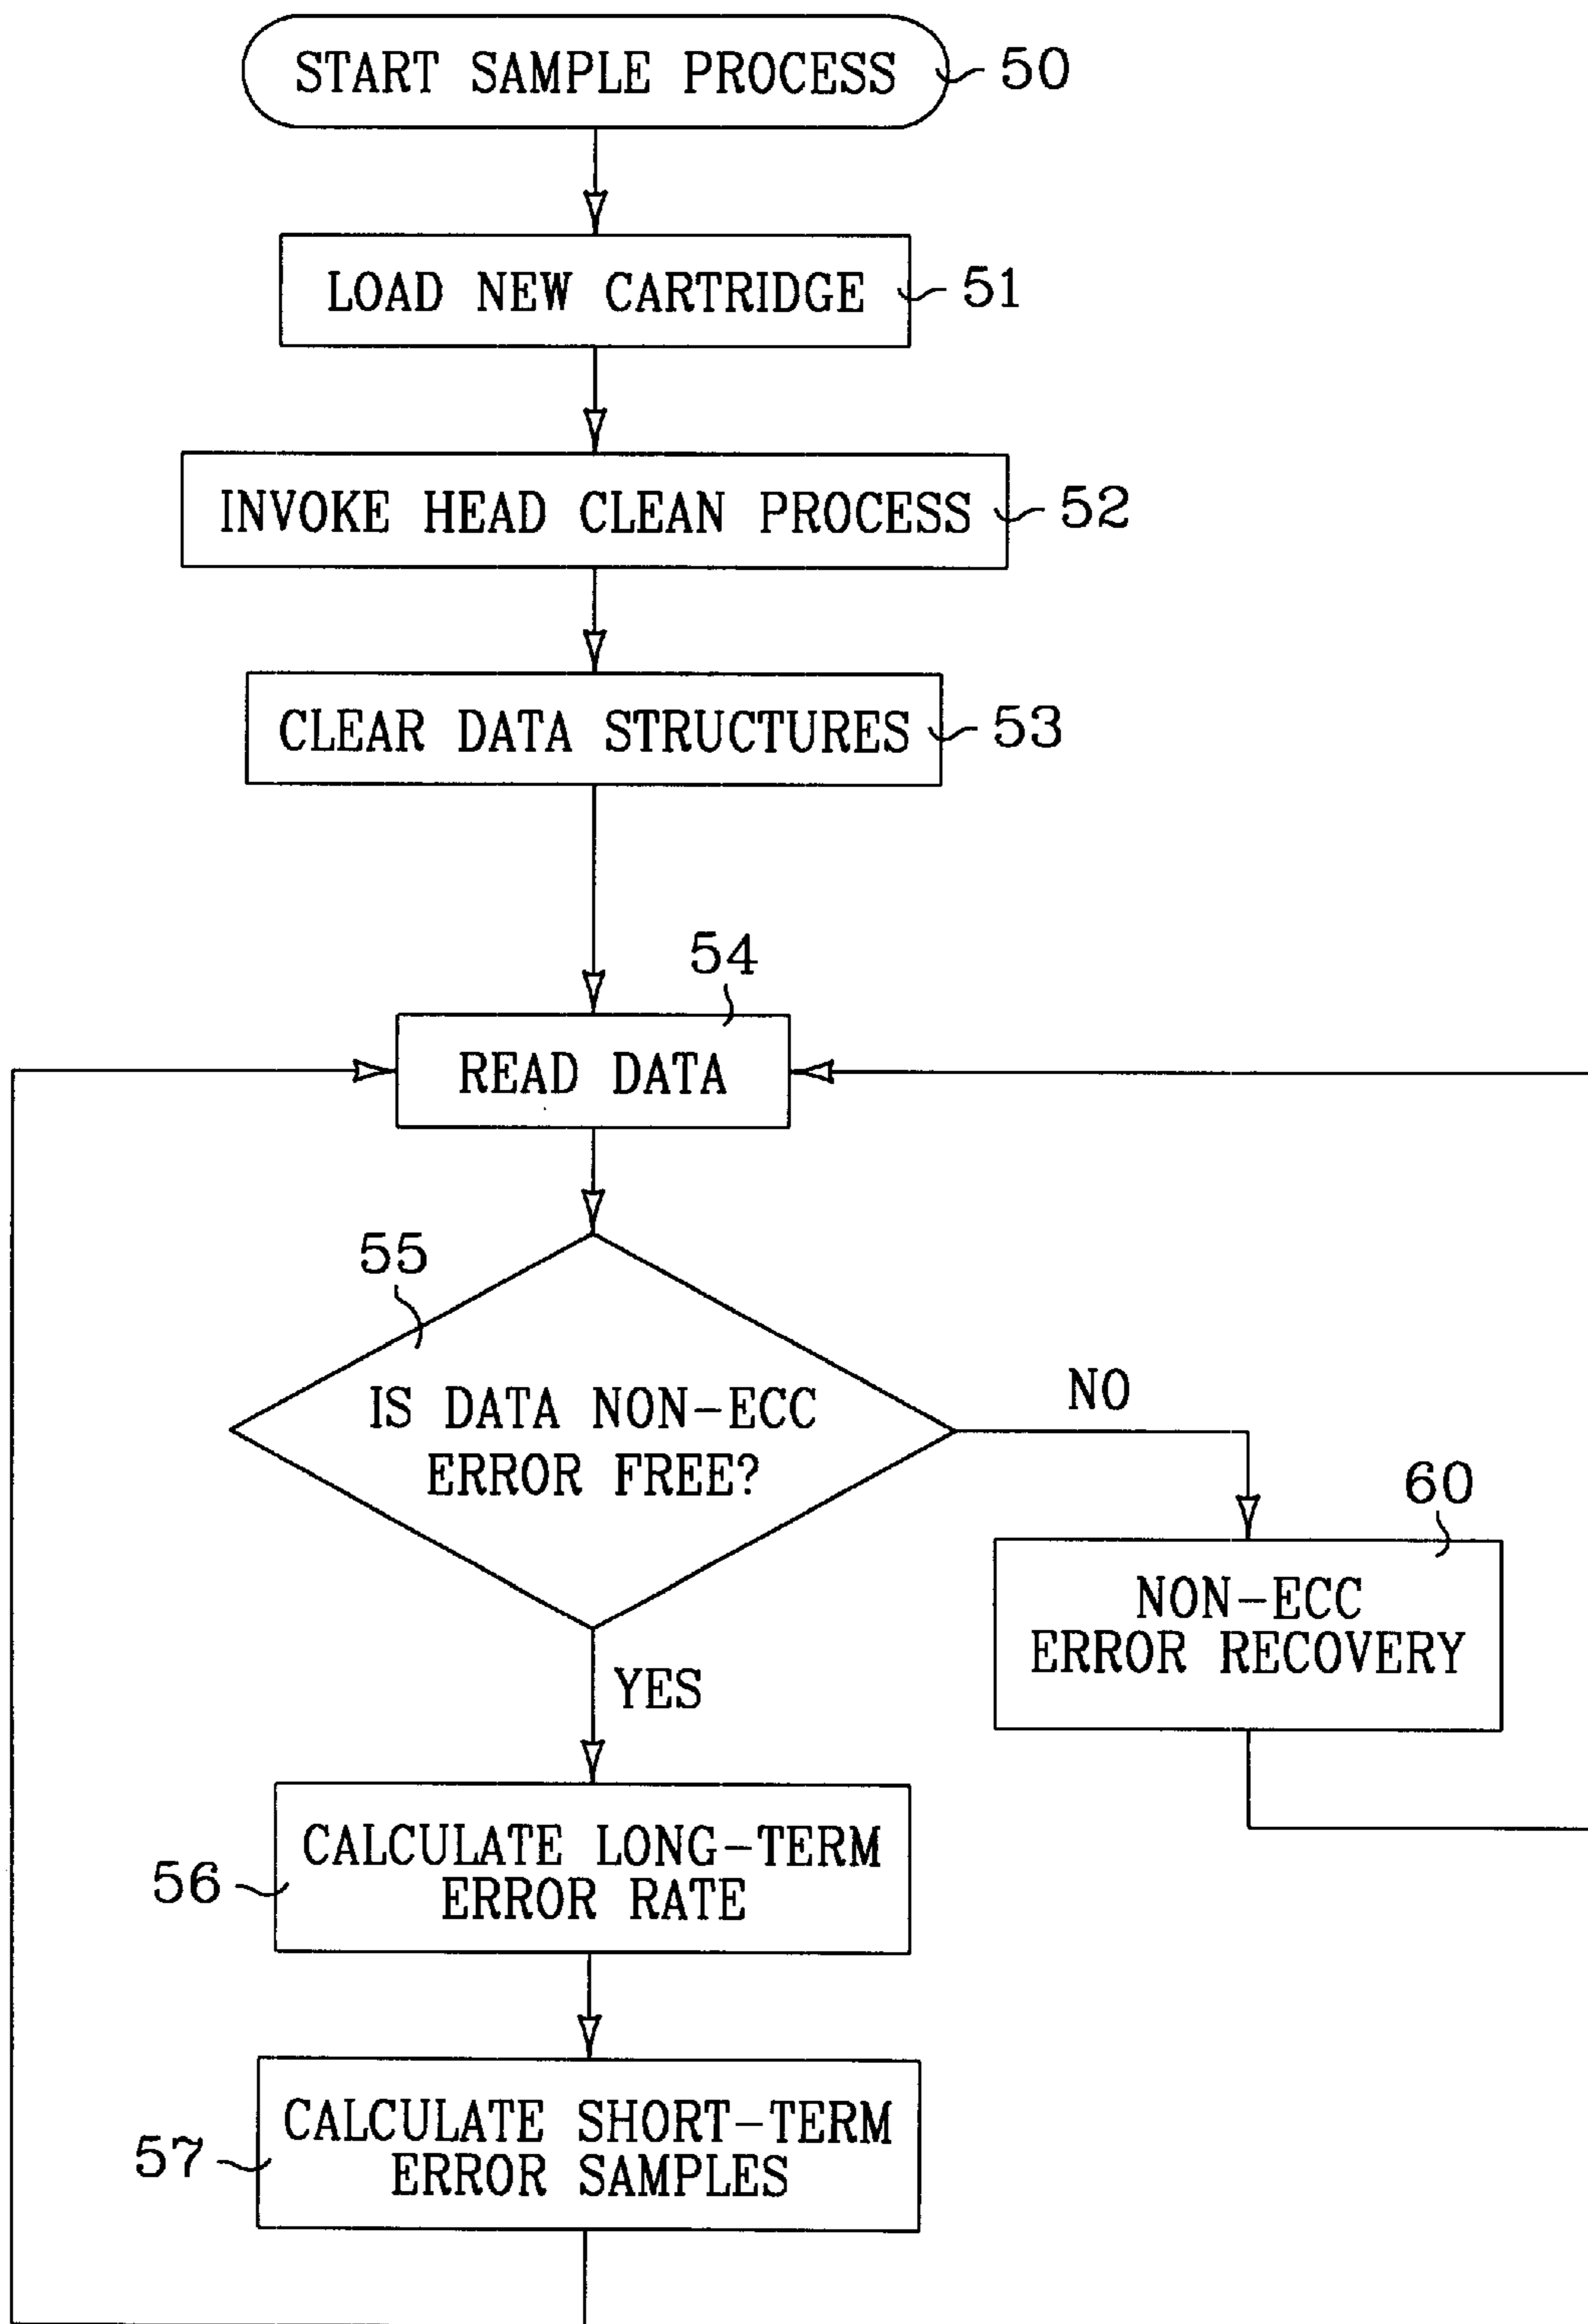 START SAMPLE PROCESS
50
LOAD NEW CARTRIDGE
51
INVOKE HEAD CLEAN PROCESS
52
CLEAR DATA STRUCTURES
53
54
READ DATA
55
IS DATA NON-ECC
ERROR FREE?
NO
60
NON-ECC
ERROR RECOVERY
YES
CALCULATE LONG-TERM
ERROR RATE
56
CALCULATE SHORT-TERM
ERROR SAMPLES
57